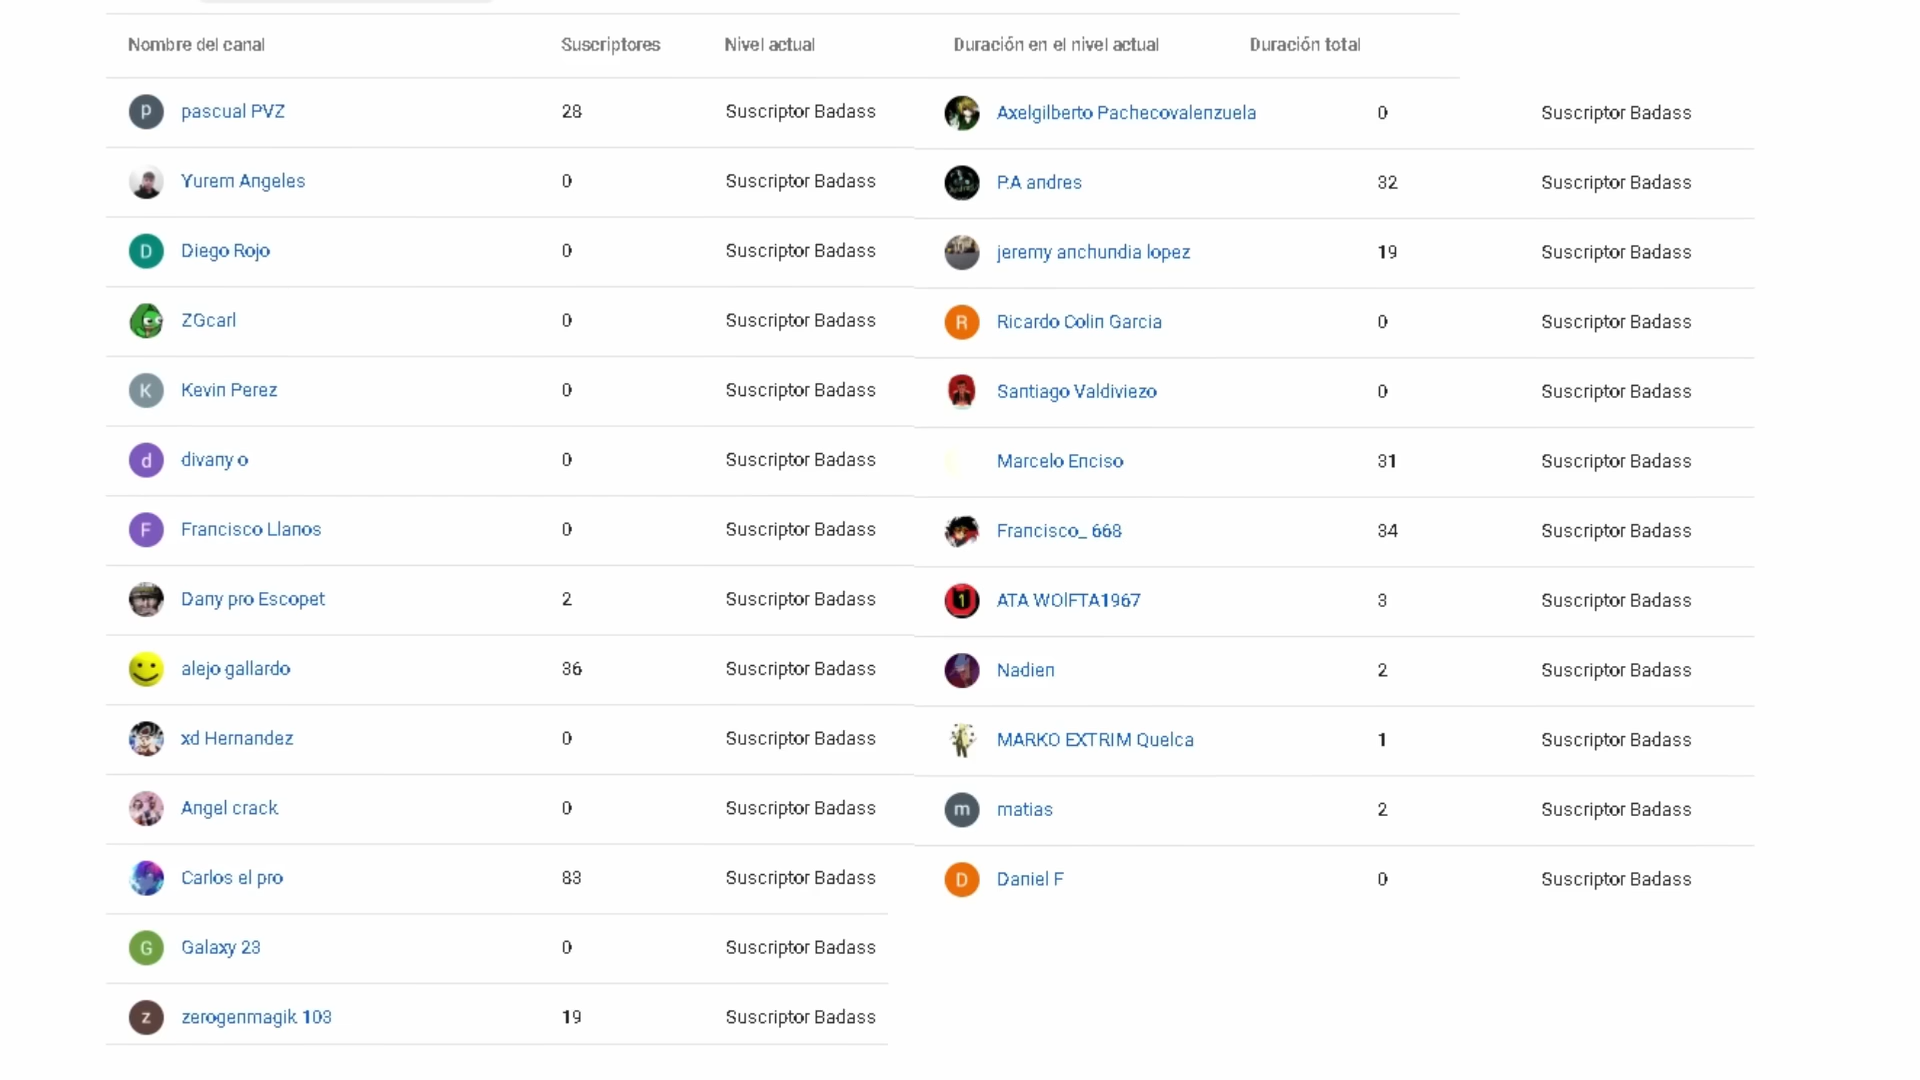 Nombre del canal Suscriptores Nivel actual Duración en el nivel actual Duración total
P pascual PVZ 28 Suscriptor Badass Axelgilberto Pachecovalenzuela 0 Suscriptor Badass
Yurem Angeles 0 Suscriptor Badass P.A andres 32 Suscriptor Badass
D Diego Rojo 0 Suscriptor Badass jeremy anchundia lopez 19 Suscriptor Badass
ZGcarl 0 Suscriptor Badass R Ricardo Colin Garcia 0 Suscriptor Badass
K Kevin Perez 0 Suscriptor Badass Santiago Valdiviezo 0 Suscriptor Badass
d divany o 0 Suscriptor Badass Marcelo Enciso 31 Suscriptor Badass
F Francisco Llanos 0 Suscriptor Badass Francisco_ 668 34 Suscriptor Badass
Dany pro Escopet 2 Suscriptor Badass 1 ATA WOlFTA1967 3 Suscriptor Badass
alejo gallardo 36 Suscriptor Badass Nadien 2 Suscriptor Badass
xd Hernandez 0 Suscriptor Badass MARKO EXTRIM Quelca 1 Suscriptor Badass
Angel crack 0 Suscriptor Badass m matias 2 Suscriptor Badass
Carlos el pro 83 Suscriptor Badass D Daniel F 0 Suscriptor Badass
G Galaxy 23 0 Suscriptor Badass
z zerogenmagik 103 19 Suscriptor Badass